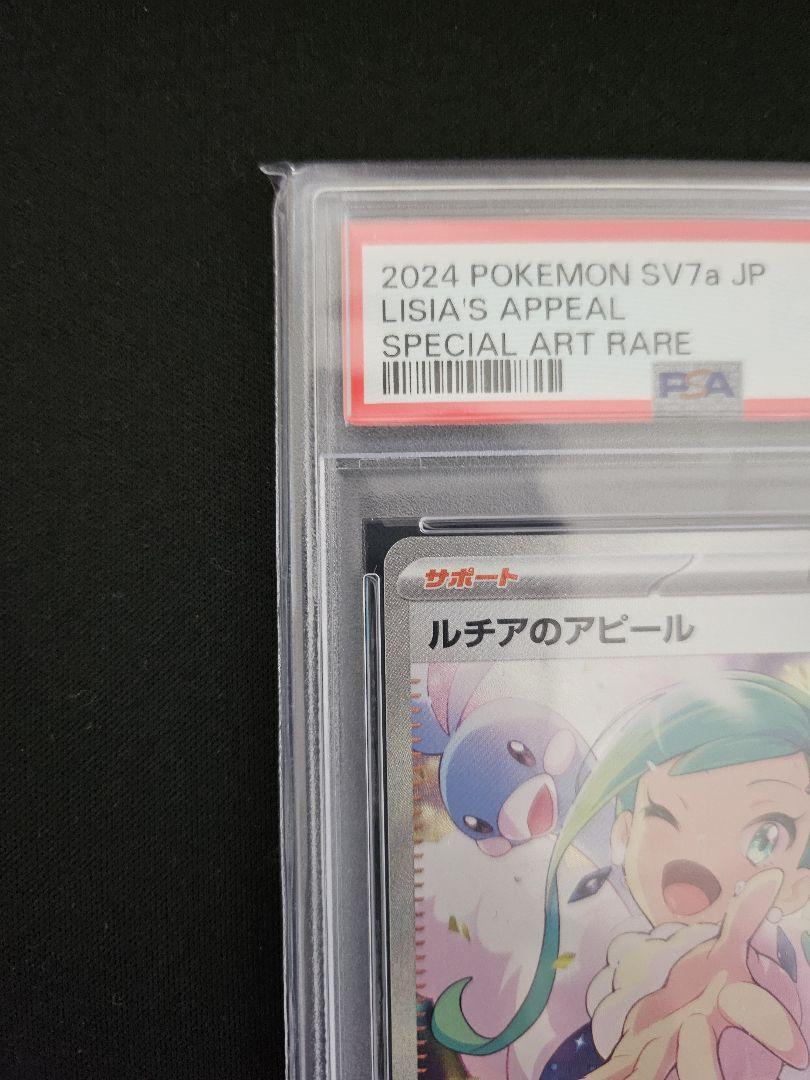 2024 POKEMON SV7a JP
LISIA'S APPEAL
SPECIAL ART RARE
PSA
サポート
ルチアのアピール